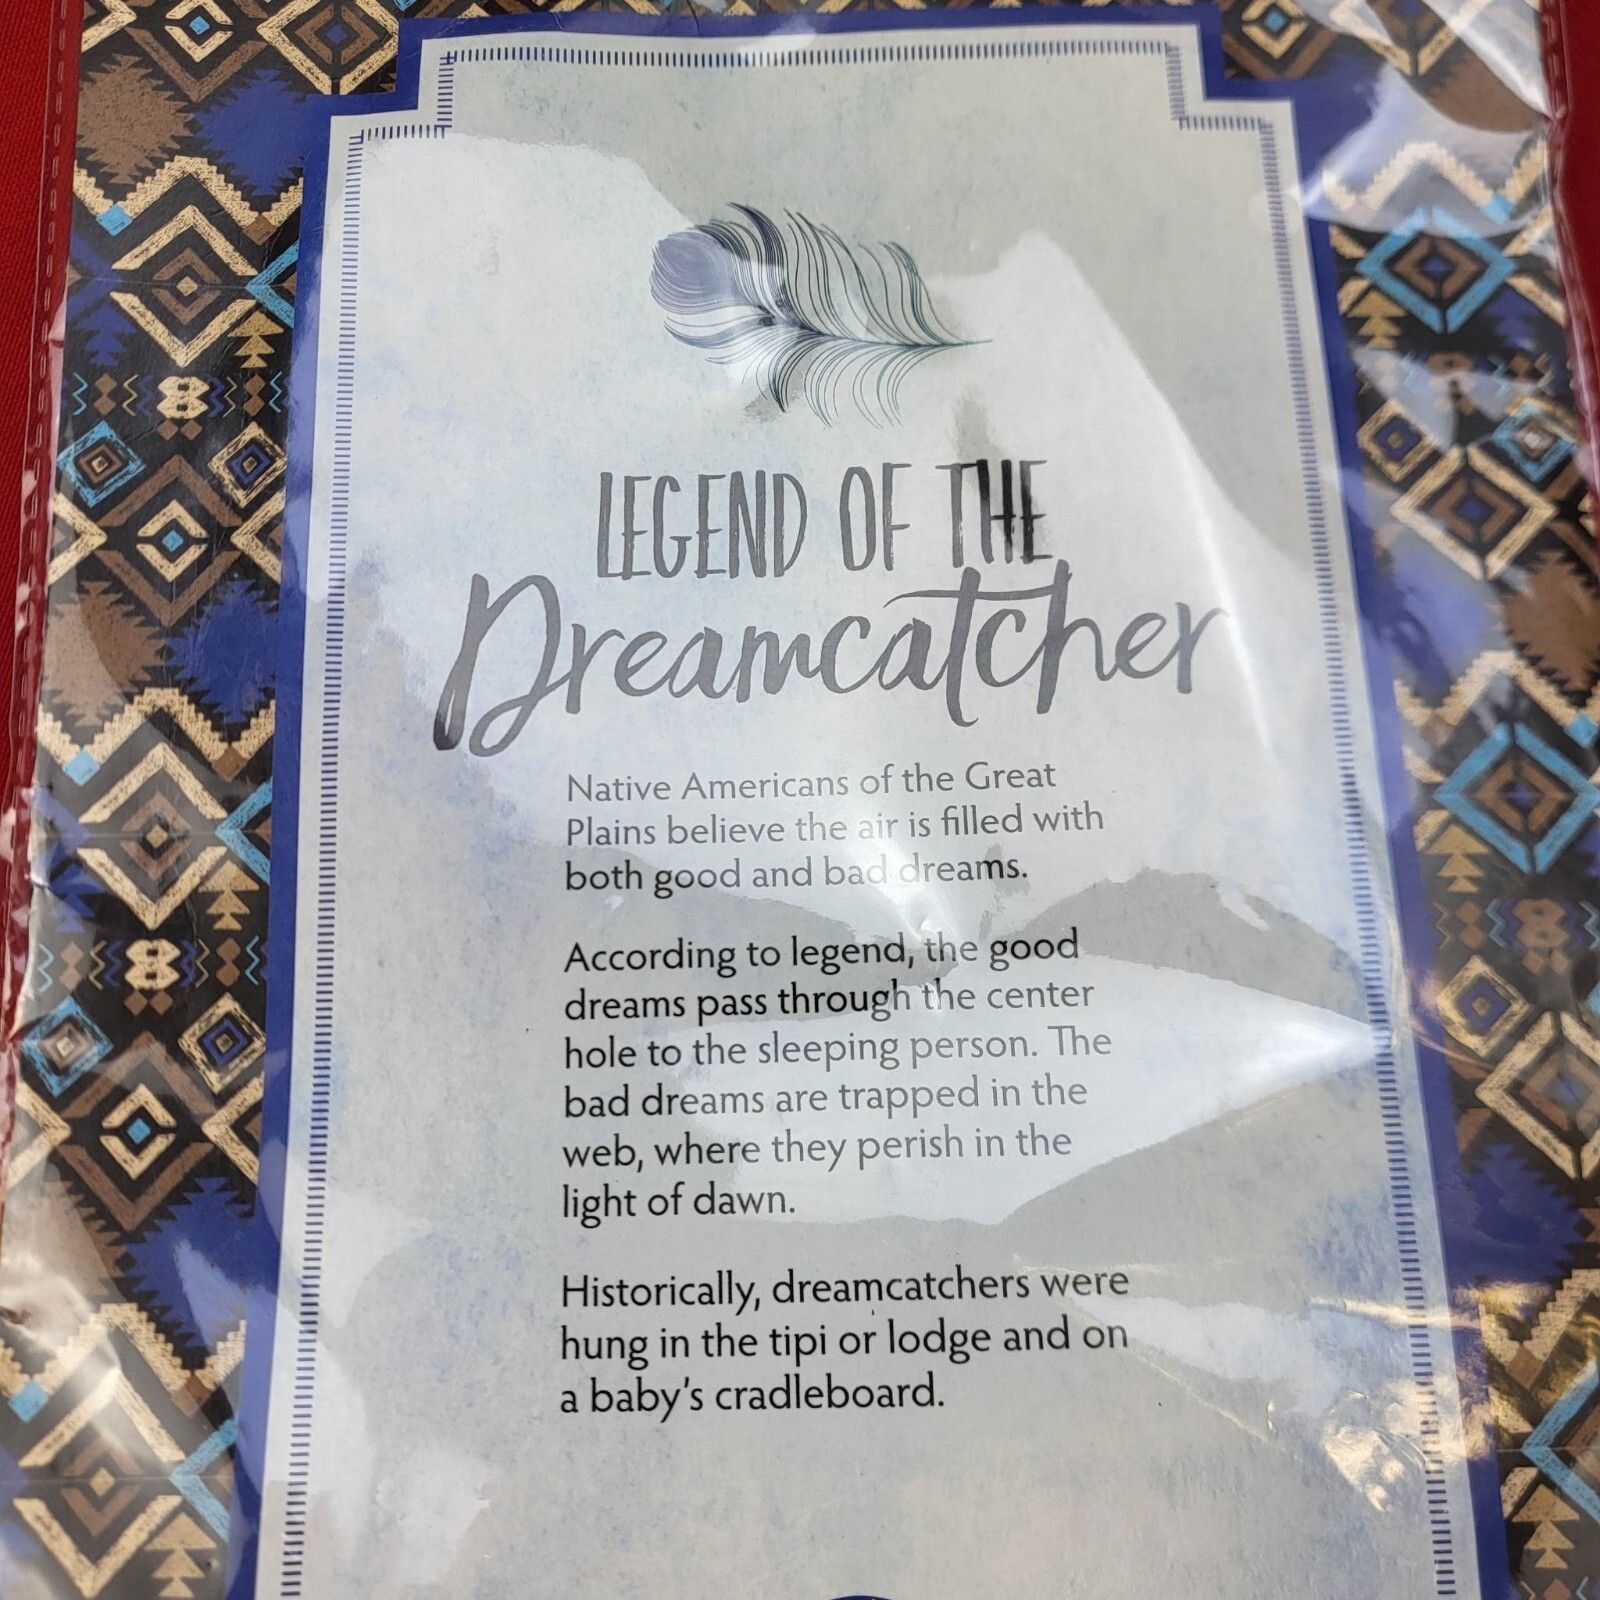 LEGEND OF THE
Dreamcatcher
Native Americans of the Great
Plains believe the air is filled with
both good and bad dreams.
According to legend, the good
dreams pass through the center
hole to the sleeping person. The
bad dreams are trapped in the
web, where they perish in the
light of dawn.
Historically, dreamcatchers were
hung in the tipi or lodge and on
a baby's cradleboard.